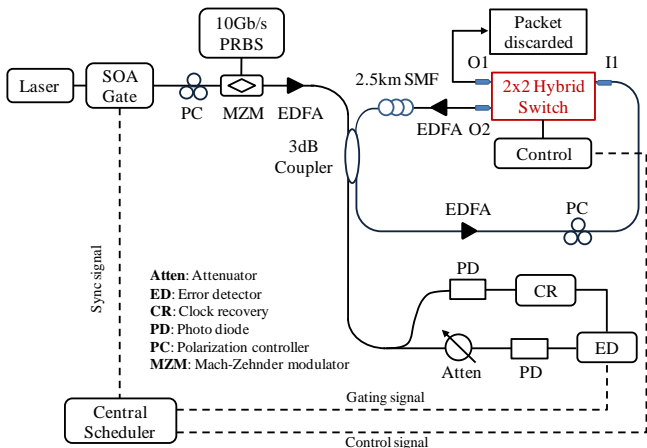 10Gb/s
PRBS
Packet
discarded
Laser
SOA
Gate
PC
MZM
EDFA
2.5km SMF
O1
I1
2x2 Hybrid
Switch
EDFA
O2
Control
3dB
Coupler
EDFA
PC
Sync signal
Atten: Attenuator
ED: Error detector
CR: Clock recovery
PD: Photo diode
PC: Polarization controller
MZM: Mach-Zehnder modulator
PD
CR
Atten
PD
ED
Central
Scheduler
Gating signal
Control signal